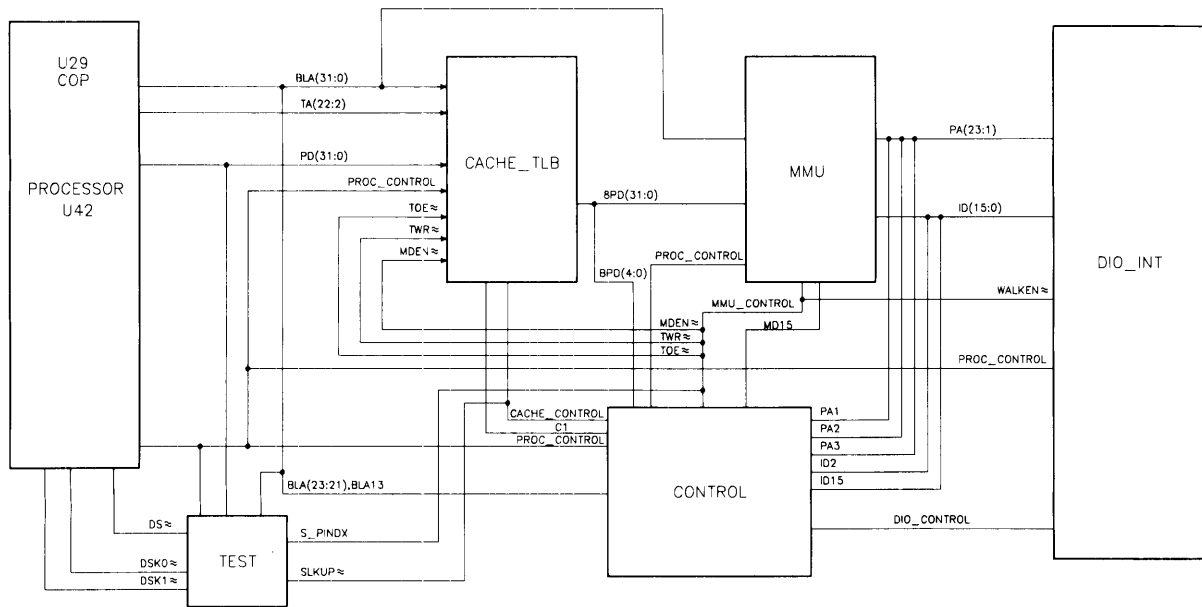 U29
COP
PROCESSOR
U42
BLA(31:0)
TA(22:2)
PD(31:0)
PROC_CONTROL
TOE≈
TWR≈
MDEN≈
CACHE_TLB
BPD(31:0)
BPD(4:0)
PROC_CONTROL
MMU
MMU_CONTROL
MD15
MDEN≈
TWR≈
TOE≈
PA(23:1)
ID(15:0)
WALKEN≈
PROC_CONTROL
DIO_INT
CACHE_CONTROL
C1
PROC_CONTROL
BLA(23:21),BLA13
CONTROL
PA1
PA2
PA3
ID2
ID15
DIO_CONTROL
DS≈
DSK0≈
DSK1≈
TEST
S_PINDX
SLKUP≈